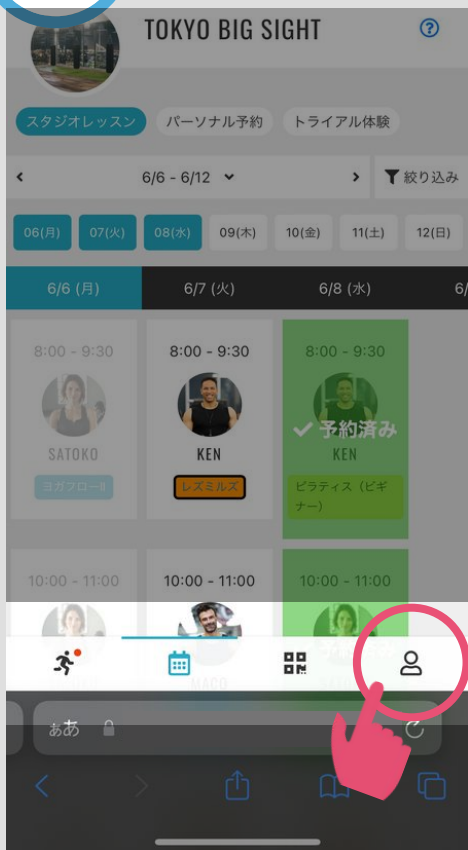 TOKYO BIG SIGHT
スタジオレッスン パーソナル予約 トライアル体験
6/6 - 6/12 絞り込み
06(月) 07(火) 08(水) 09(木) 10(金) 11(土) 12(日)
6/6 (月) 6/7 (火) 6/8 (水) 6/
8:00 - 9:30 8:00 - 9:30 8:00 - 9:30
予約済み
SATOKO KEN KEN
ヨガフローⅡ レズミルズ ピラティス（ビギ
ナー）
10:00 - 11:00 10:00 - 11:00 10:00 - 11:00
MACO
ぁあ